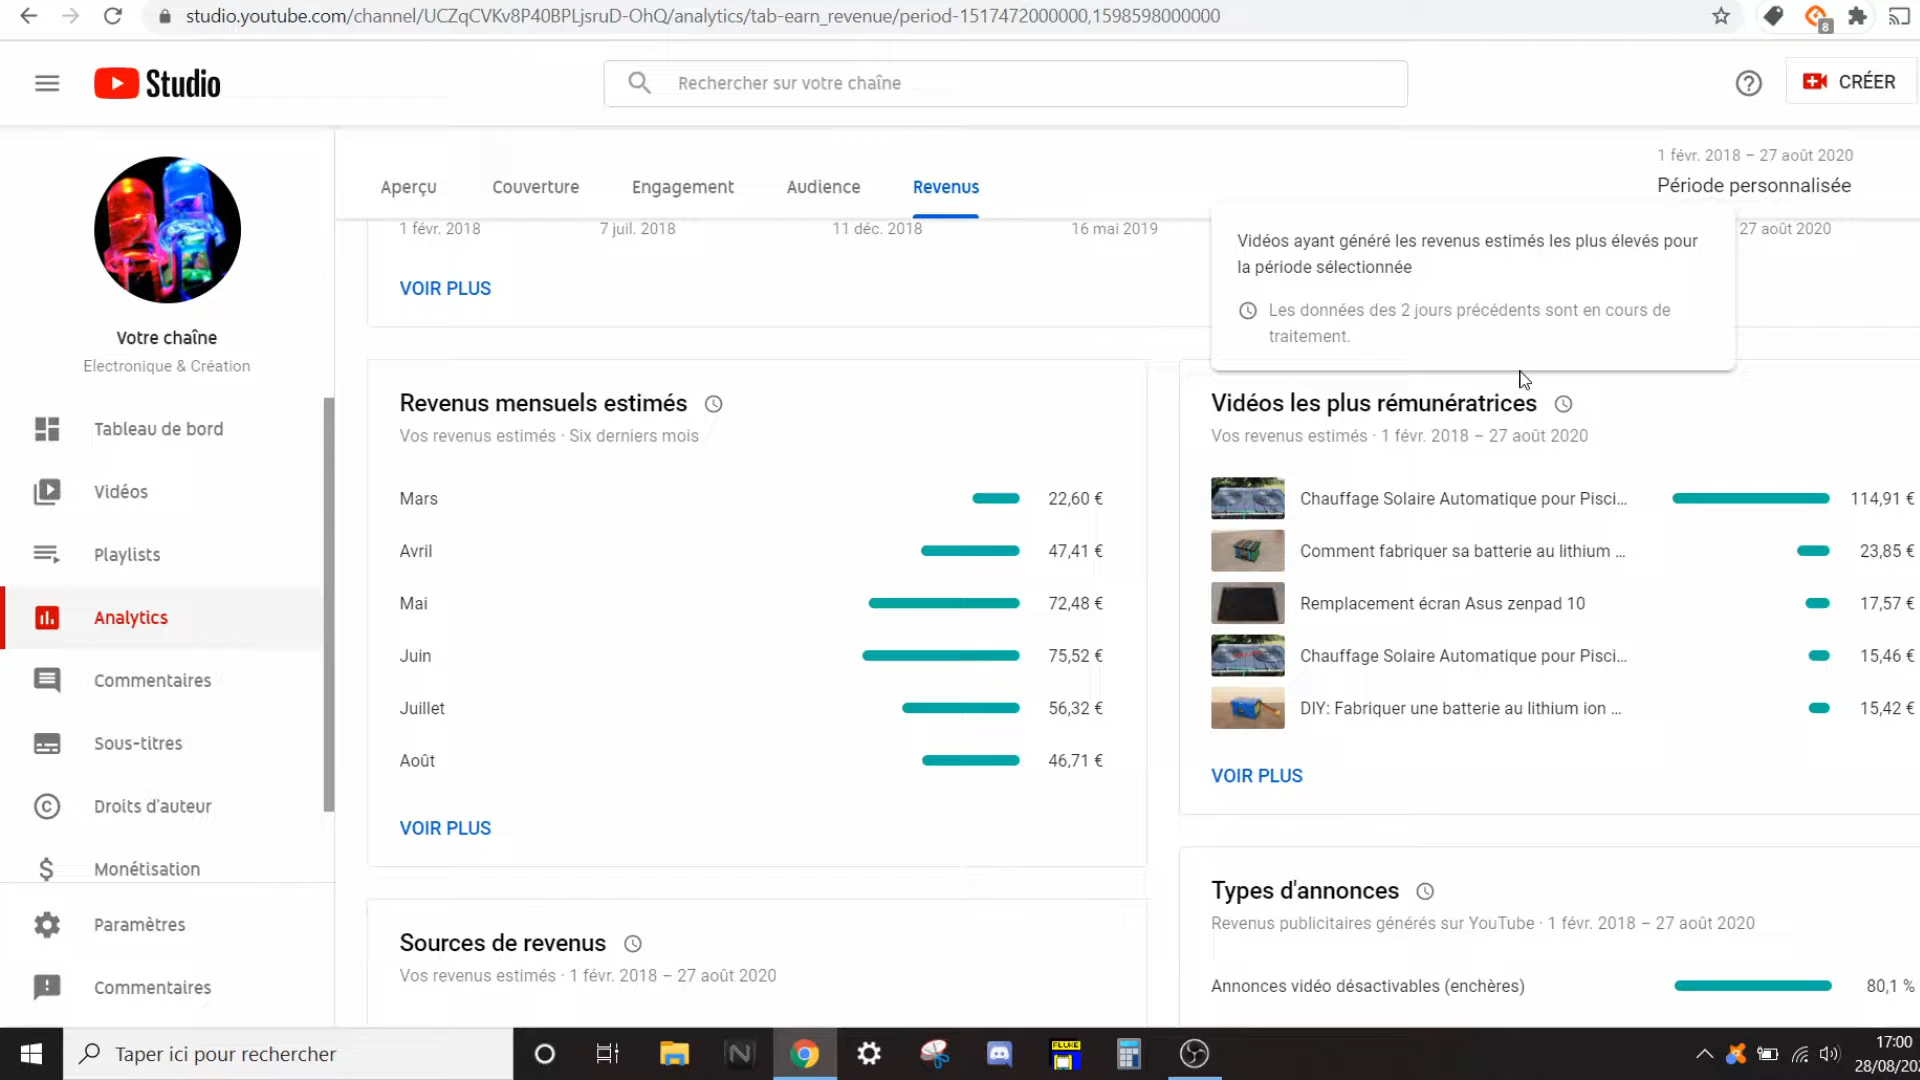 studio.youtube.com/channel/UCZqCVKv8P40BPLjsruD-OhQ/analytics/tab-earn_revenue/period-1517472000000,1598598000000
8
Studio
Rechercher sur votre chaîne
CRÉER
Votre chaîne
Electronique & Création
Tableau de bord
Vidéos
Playlists
Analytics
Commentaires
Sous-titres
Droits d'auteur
Monétisation
Paramètres
Commentaires
Aperçu
Couverture
Engagement
Audience
Revenus
1 févr. 2018 – 27 août 2020
Période personnalisée
1 févr. 2018
7 juil. 2018
11 déc. 2018
16 mai 2019
27 août 2020
VOIR PLUS
Vidéos ayant généré les revenus estimés les plus élevés pour
la période sélectionnée
Les données des 2 jours précédents sont en cours de
traitement.
Revenus mensuels estimés
Vos revenus estimés · Six derniers mois
Mars 22,60 €
Avril 47,41 €
Mai 72,48 €
Juin 75,52 €
Juillet 56,32 €
Août 46,71 €
VOIR PLUS
Vidéos les plus rémunératrices
Vos revenus estimés · 1 févr. 2018 – 27 août 2020
Chauffage Solaire Automatique pour Pisci... 114,91 €
Comment fabriquer sa batterie au lithium ... 23,85 €
Remplacement écran Asus zenpad 10 17,57 €
Chauffage Solaire Automatique pour Pisci... 15,46 €
DIY: Fabriquer une batterie au lithium ion ... 15,42 €
VOIR PLUS
Sources de revenus
Vos revenus estimés · 1 févr. 2018 – 27 août 2020
Types d'annonces
Revenus publicitaires générés sur YouTube · 1 févr. 2018 – 27 août 2020
Annonces vidéo désactivables (enchères) 80,1 %
Taper ici pour rechercher
FLUKE
17:00
28/08/202